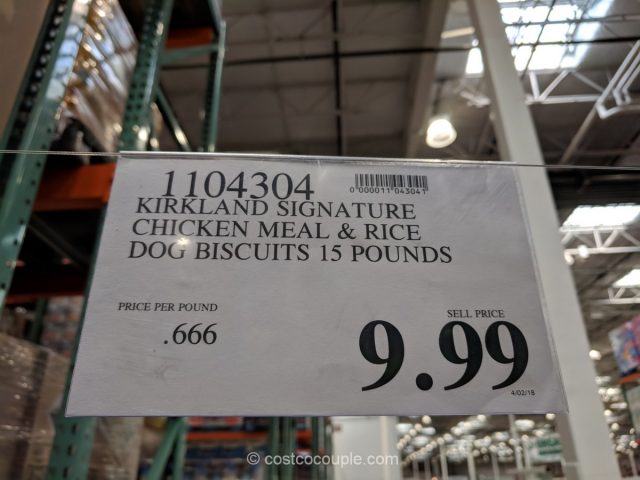 1104304
0"000011"043041
KIRKLAND SIGNATURE
CHICKEN MEAL & RICE
DOG BISCUITS 15 POUNDS
PRICE PER POUND
.666
SELL PRICE
9.99
4/02/18
© costcocouple.com